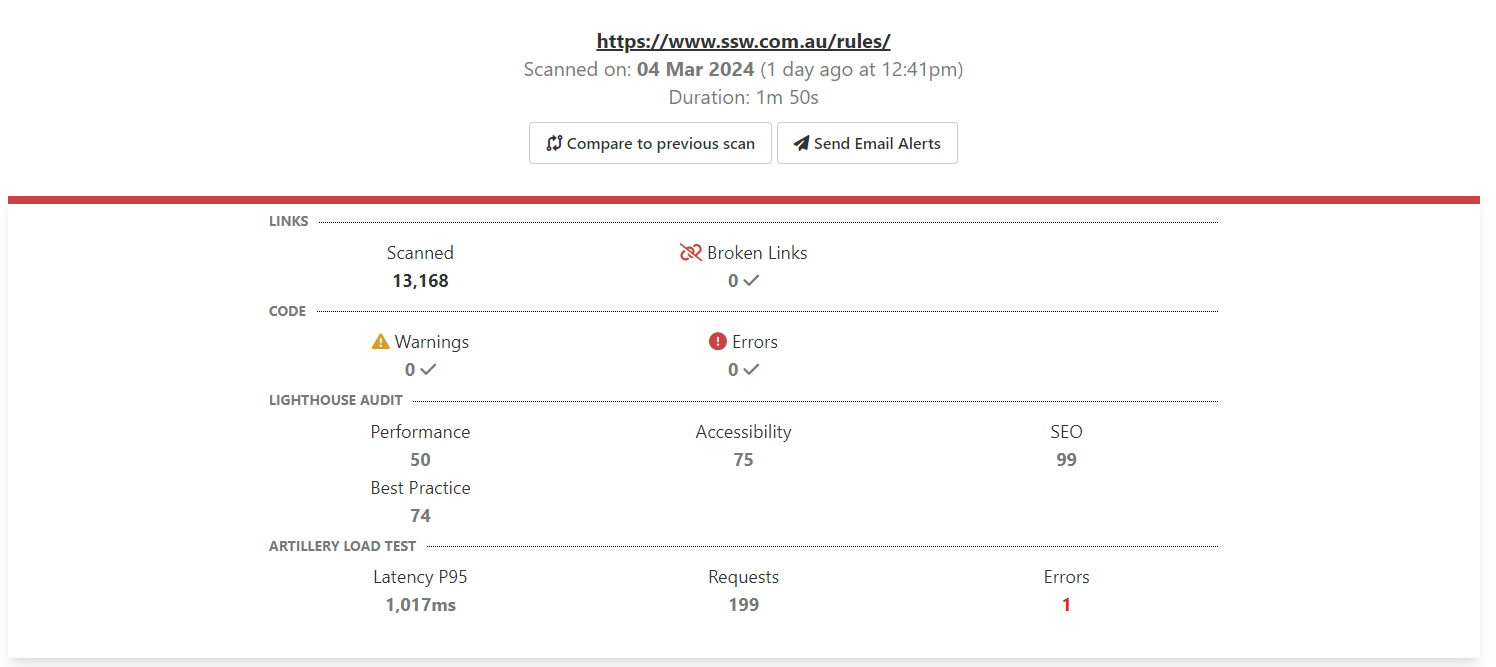 https://www.ssw.com.au/rules/
Scanned on: 04 Mar 2024 (1 day ago at 12:41pm)
Duration: 1m 50s
Compare to previous scan Send Email Alerts
LINKS
Scanned Broken Links
13,168 0
CODE
Warnings Errors
0 0
LIGHTHOUSE AUDIT
Performance Accessibility SEO
50 75 99
Best Practice
74
ARTILLERY LOAD TEST
Latency P95 Requests Errors
1,017ms 199 1